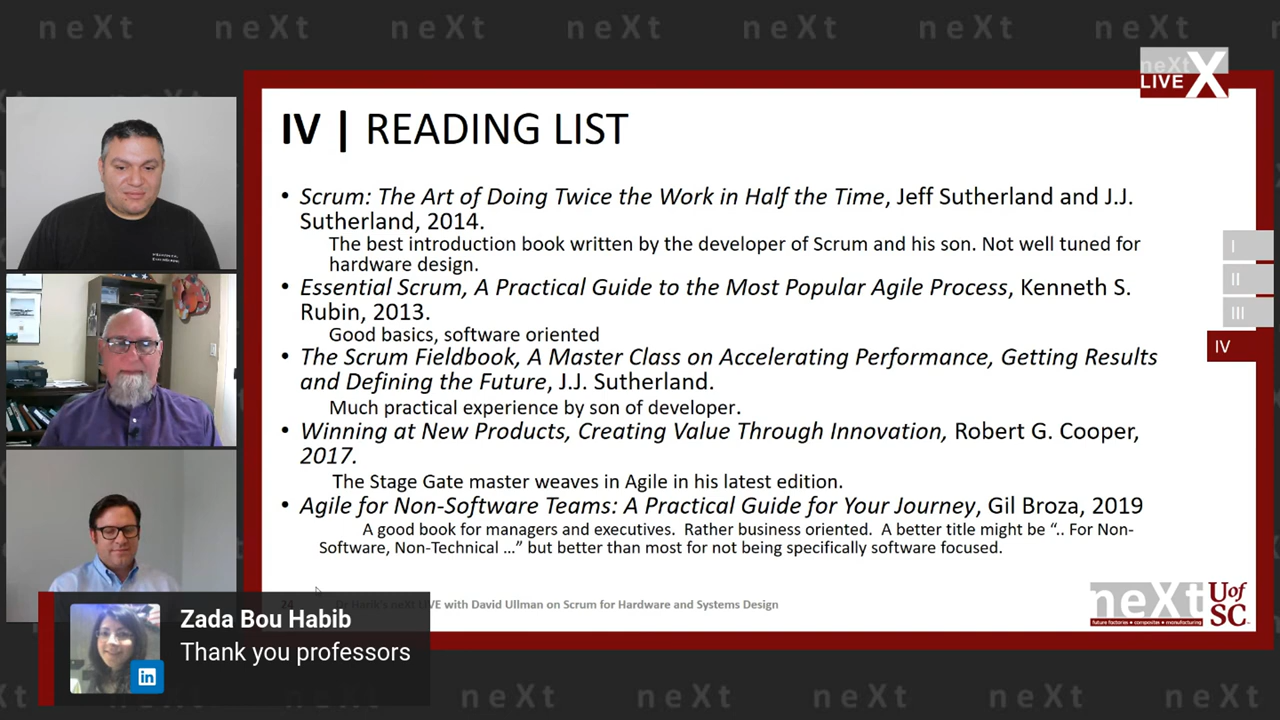 neXt neXt neXt neXt neXt neXt neXt
neXt
LIVE X
IV | READING LIST
• Scrum: The Art of Doing Twice the Work in Half the Time, Jeff Sutherland and J.J.
Sutherland, 2014.
The best introduction book written by the developer of Scrum and his son. Not well tuned for
hardware design.
• Essential Scrum, A Practical Guide to the Most Popular Agile Process, Kenneth S.
Rubin, 2013.
Good basics, software oriented
• The Scrum Fieldbook, A Master Class on Accelerating Performance, Getting Results
and Defining the Future, J.J. Sutherland.
Much practical experience by son of developer.
• Winning at New Products, Creating Value Through Innovation, Robert G. Cooper,
2017.
The Stage Gate master weaves in Agile in his latest edition.
• Agile for Non-Software Teams: A Practical Guide for Your Journey, Gil Broza, 2019
A good book for managers and executives. Rather business oriented. A better title might be “.. For Non-
Software, Non-Technical …” but better than most for not being specifically software focused.
I
II
III
IV
LIVE with David Ullman on Scrum for Hardware and Systems Design
neXt UofSC
future factories • composites • manufacturing
Zada Bou Habib
Thank you professors
in
neXt neXt neXt neXt neXt